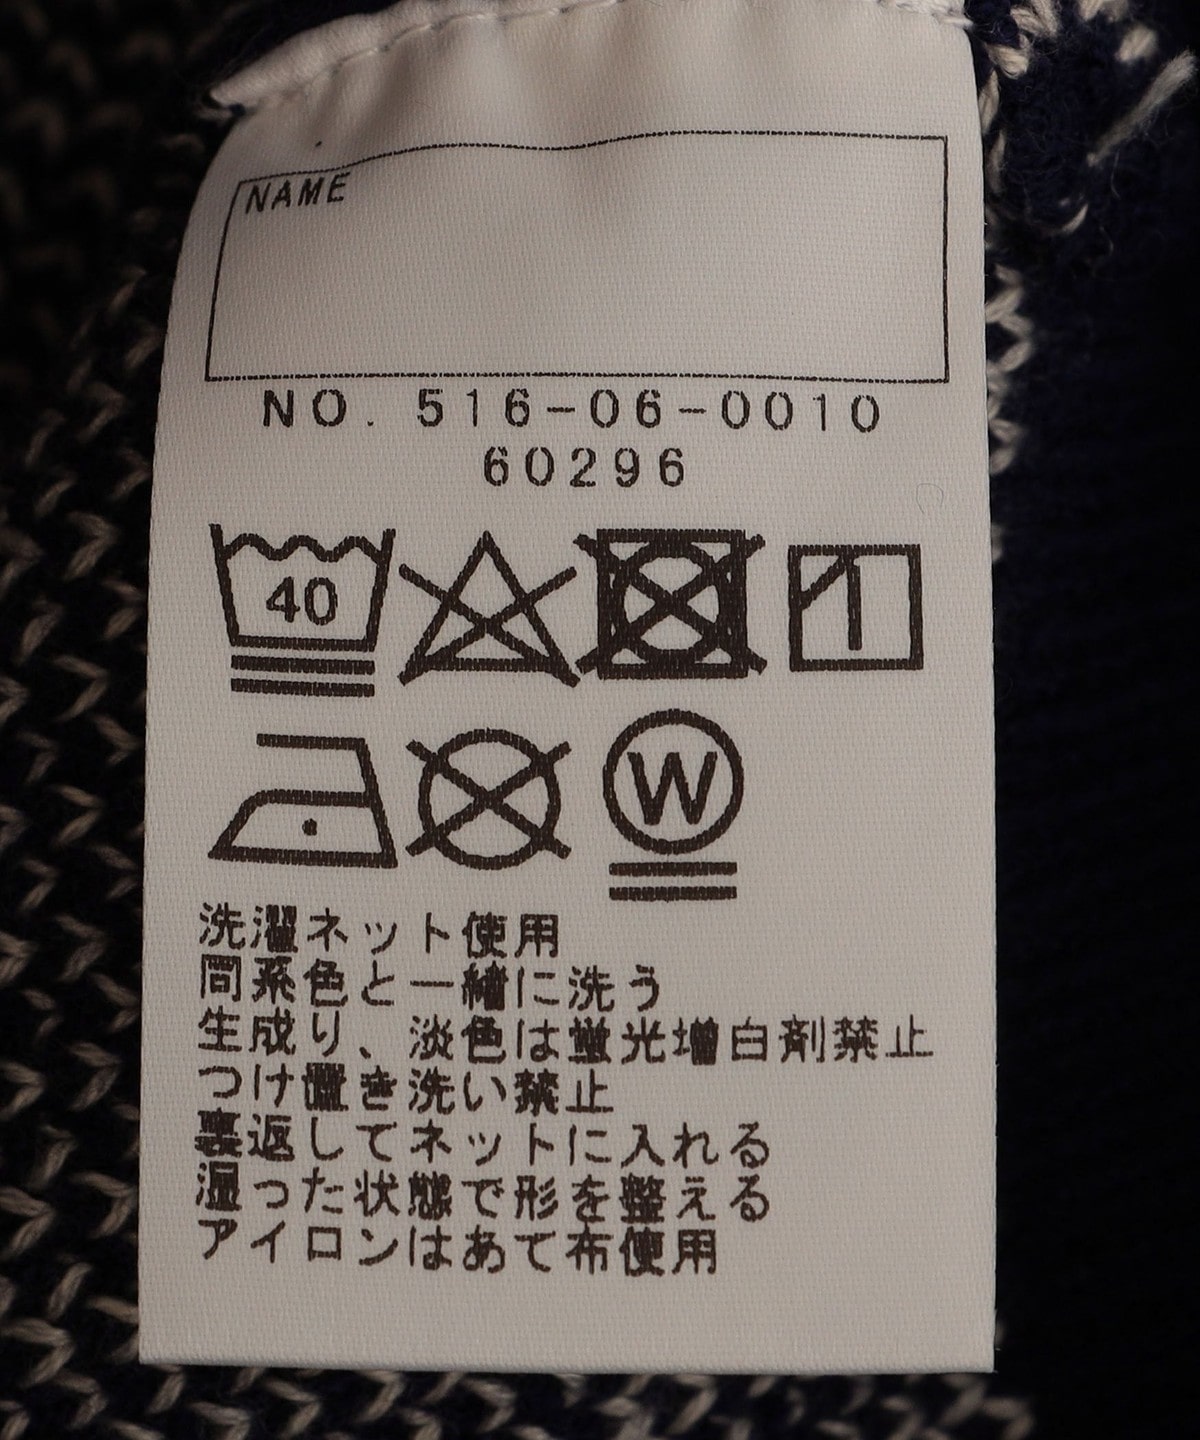 NAME
NO. 516-06-0010
60296
40
W
洗濯ネット使用
同系色と一緒に洗う
生成り、淡色は蛍光増白剤禁止
つけ置き洗い禁止
裏返してネットに入れる
湿った状態で形を整える
アイロンはあて布使用